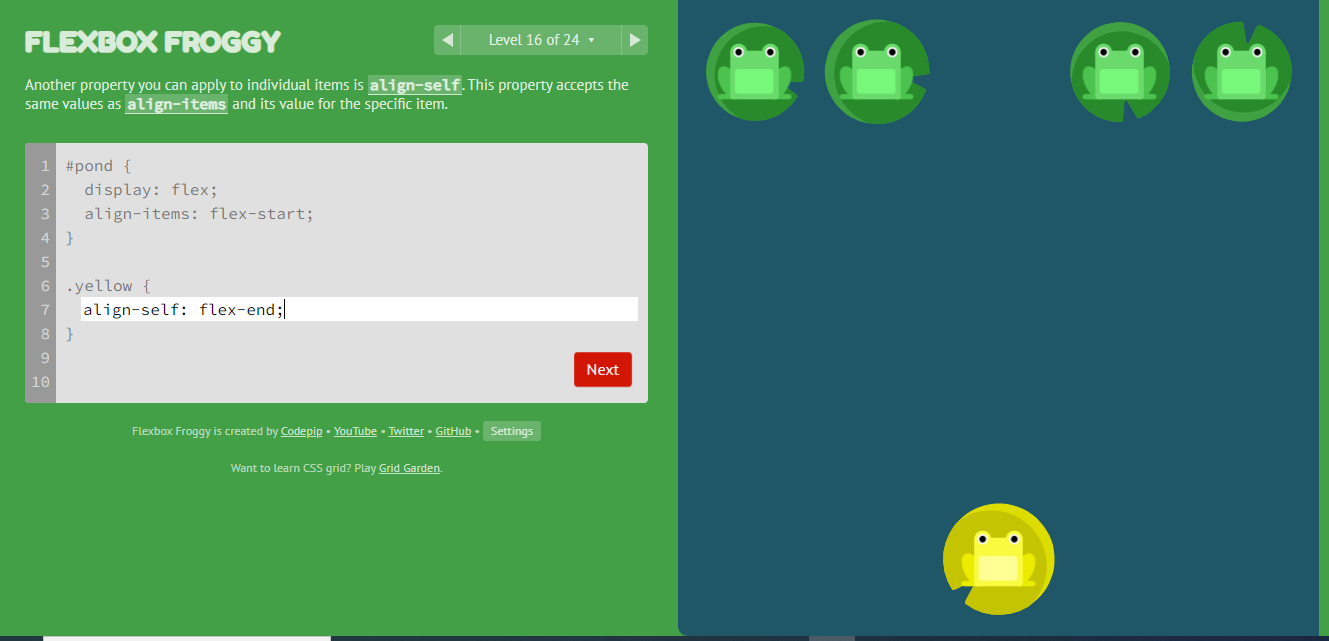 FLEXBOX FROGGY
Level 16 of 24
Another property you can apply to individual items is align-self. This property accepts the
same values as align-items and its value for the specific item.
1 #pond {
2 display: flex;
3 align-items: flex-start;
4 }
5
6 .yellow {
7 align-self: flex-end;
8 }
9
10
Next
Flexbox Froggy is created by Codepip • YouTube • Twitter • GitHub • Settings
Want to learn CSS grid? Play Grid Garden.